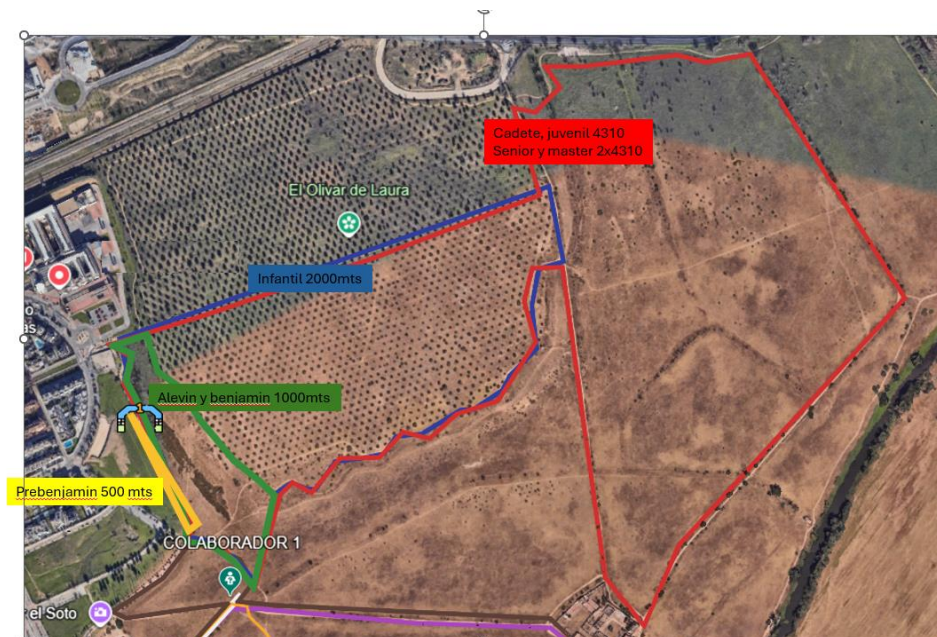 Cadete, juvenil 4310
Senior y master 2x4310
El Olivar de Laura
Infantil 2000mts
Alevin y benjamin 1000mts
1
Prebenjamin 500 mts
COLABORADOR 1
el Soto